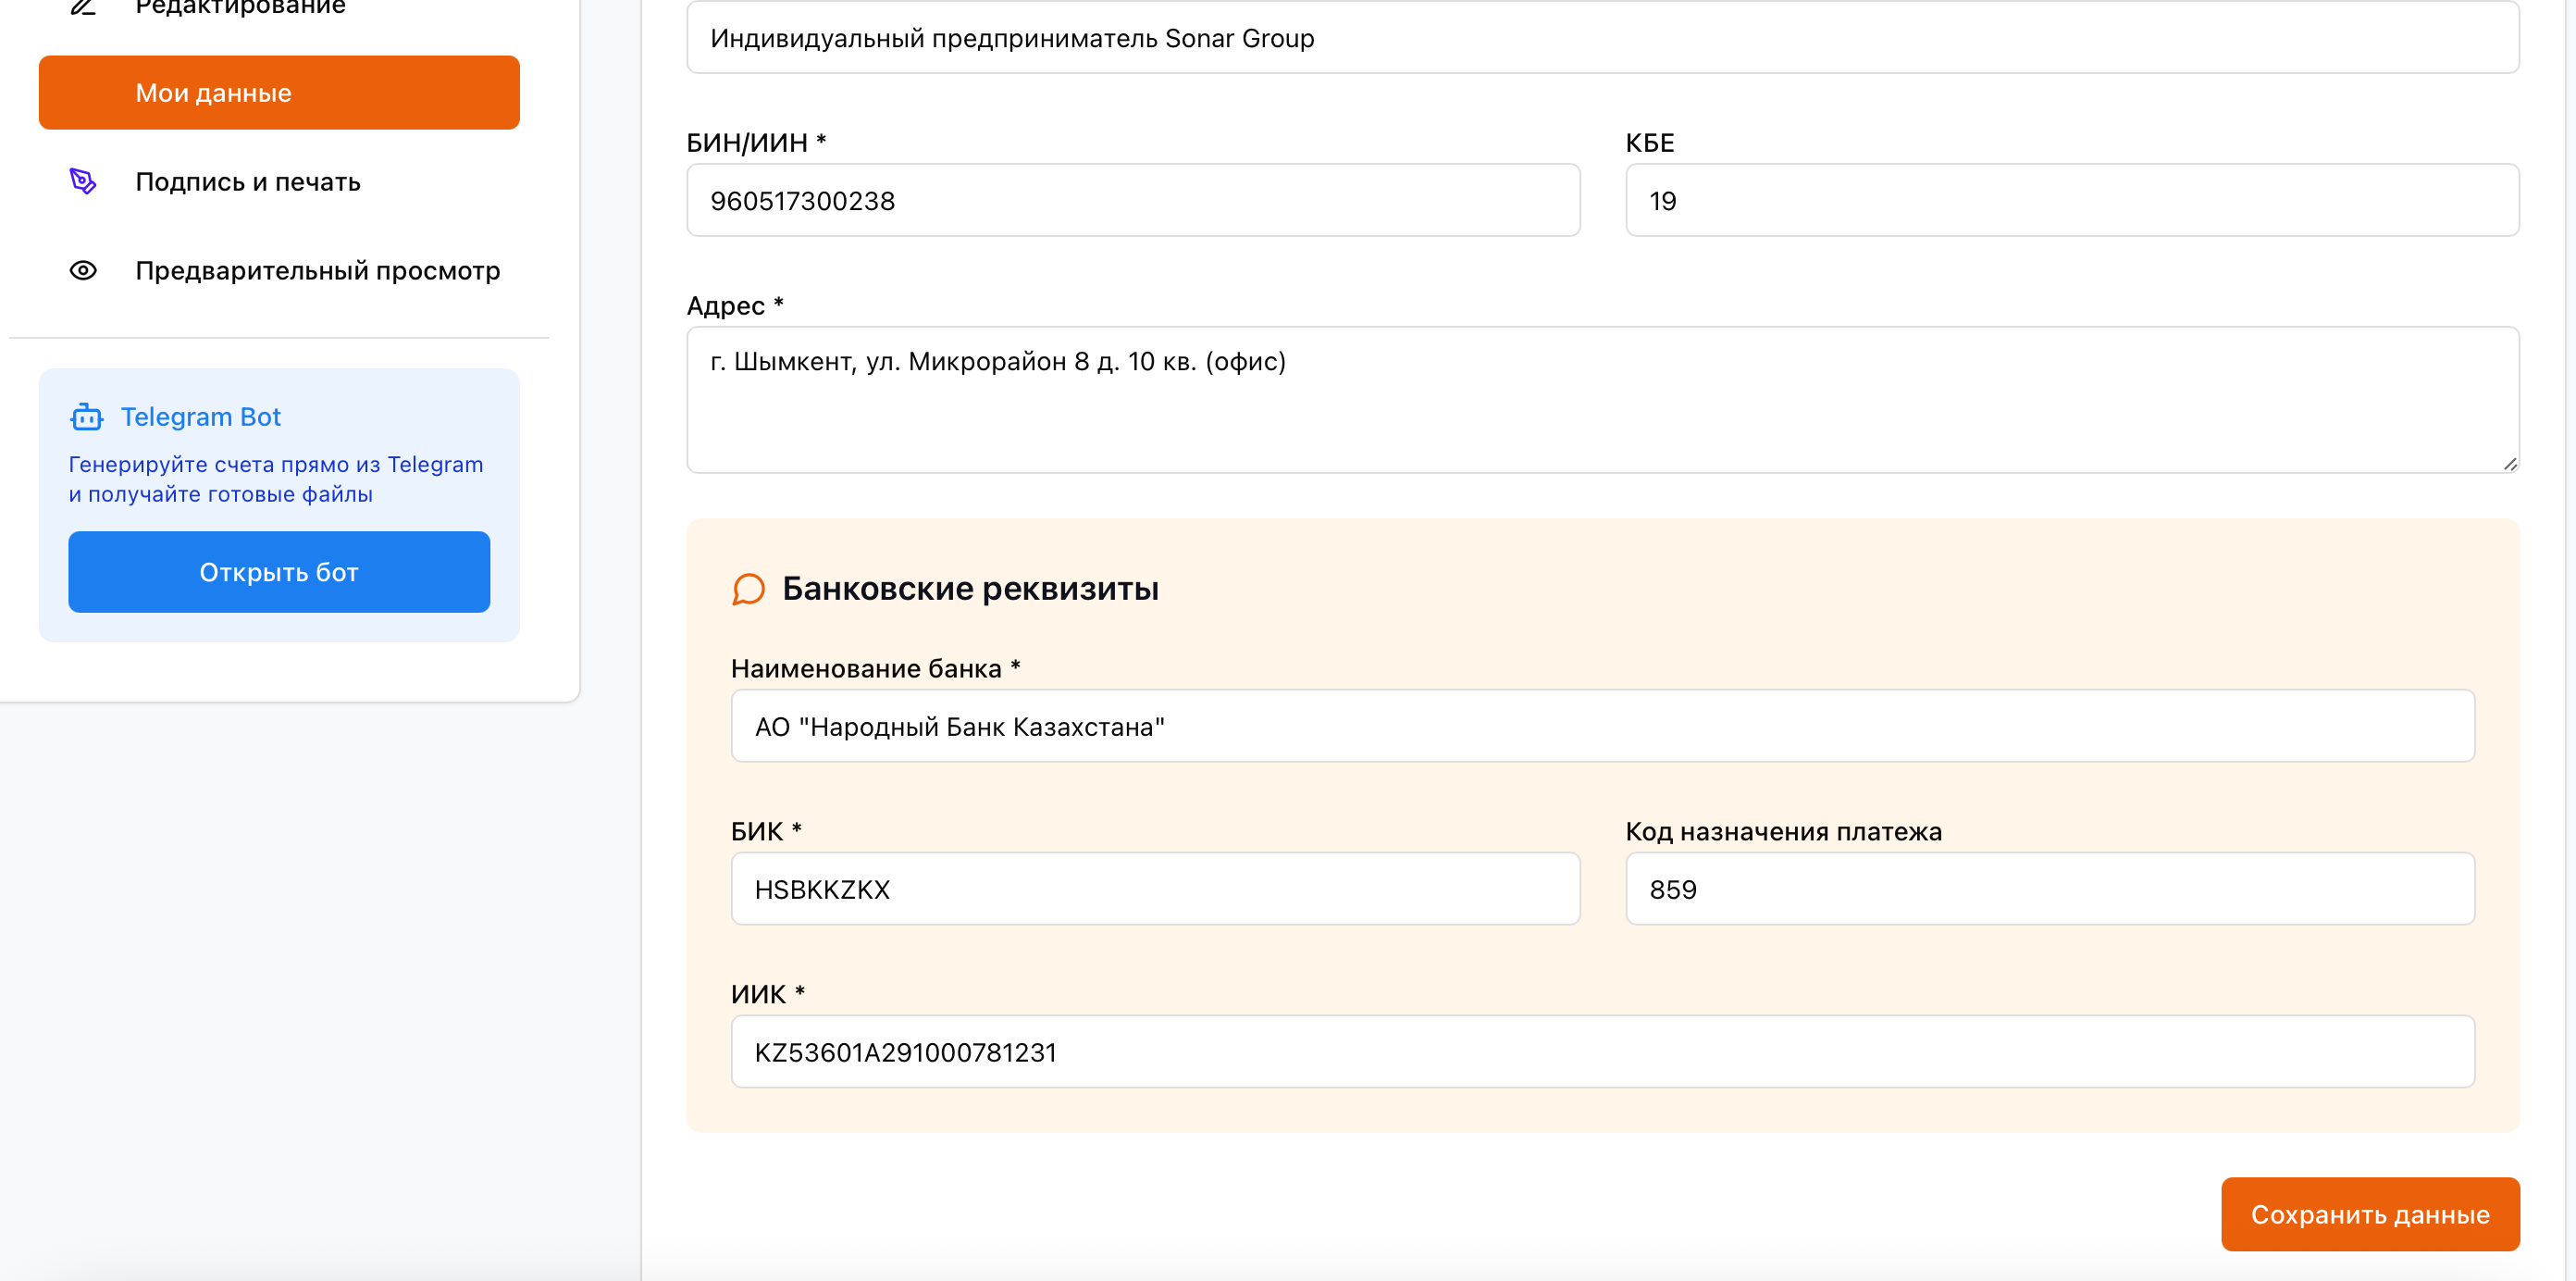 Редактирование
Мои данные
Подпись и печать
Предварительный просмотр
Telegram Bot
Генерируйте счета прямо из Telegram
и получайте готовые файлы
Открыть бот
Индивидуальный предприниматель Sonar Group
БИН/ИИН *
960517300238
КБЕ
19
Адрес *
г. Шымкент, ул. Микрорайон 8 д. 10 кв. (офис)
Банковские реквизиты
Наименование банка *
АО "Народный Банк Казахстана"
БИК *
HSBKKZKX
Код назначения платежа
859
ИИК *
KZ53601A291000781231
Сохранить данные